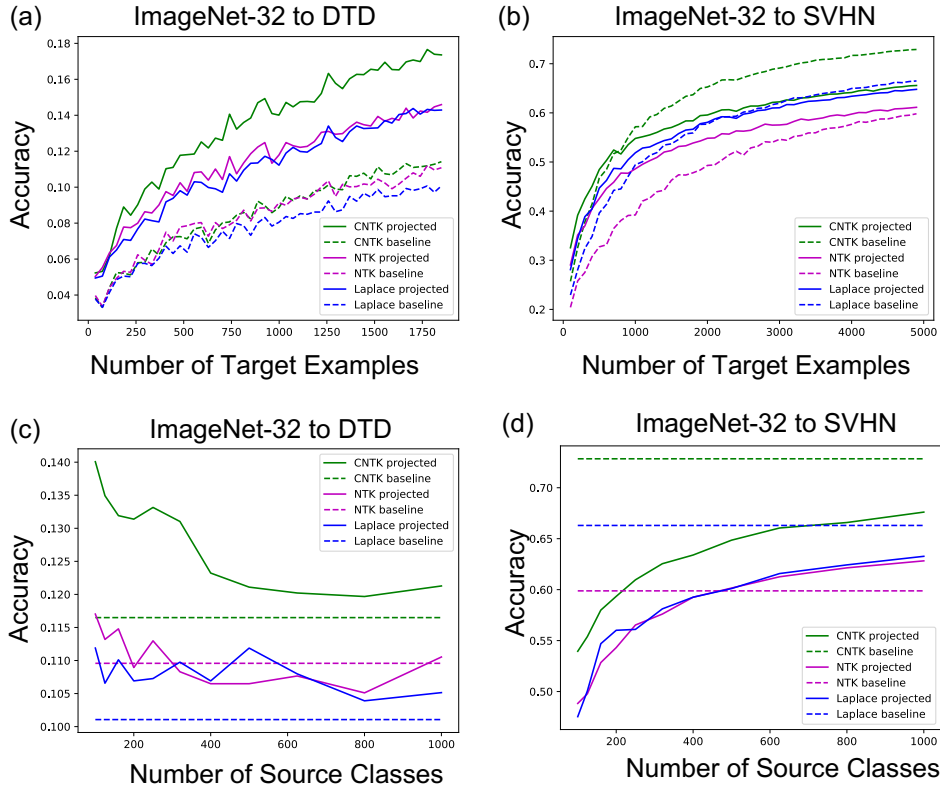 (a)
ImageNet-32 to DTD
Accuracy
0.18
0.16
0.14
0.12
0.10
0.08
0.06
0.04
CNTK projected
CNTK baseline
NTK projected
NTK baseline
Laplace projected
Laplace baseline
0 250 500 750 1000 1250 1500 1750
Number of Target Examples
(b)
ImageNet-32 to SVHN
Accuracy
0.7
0.6
0.5
0.4
0.3
0.2
CNTK projected
CNTK baseline
NTK projected
NTK baseline
Laplace projected
Laplace baseline
0 1000 2000 3000 4000 5000
Number of Target Examples
(c)
ImageNet-32 to DTD
Accuracy
0.140
0.135
0.130
0.125
0.120
0.115
0.110
0.105
0.100
CNTK projected
CNTK baseline
NTK projected
NTK baseline
Laplace projected
Laplace baseline
200 400 600 800 1000
Number of Source Classes
(d)
ImageNet-32 to SVHN
Accuracy
0.70
0.65
0.60
0.55
0.50
CNTK projected
CNTK baseline
NTK projected
NTK baseline
Laplace projected
Laplace baseline
200 400 600 800 1000
Number of Source Classes